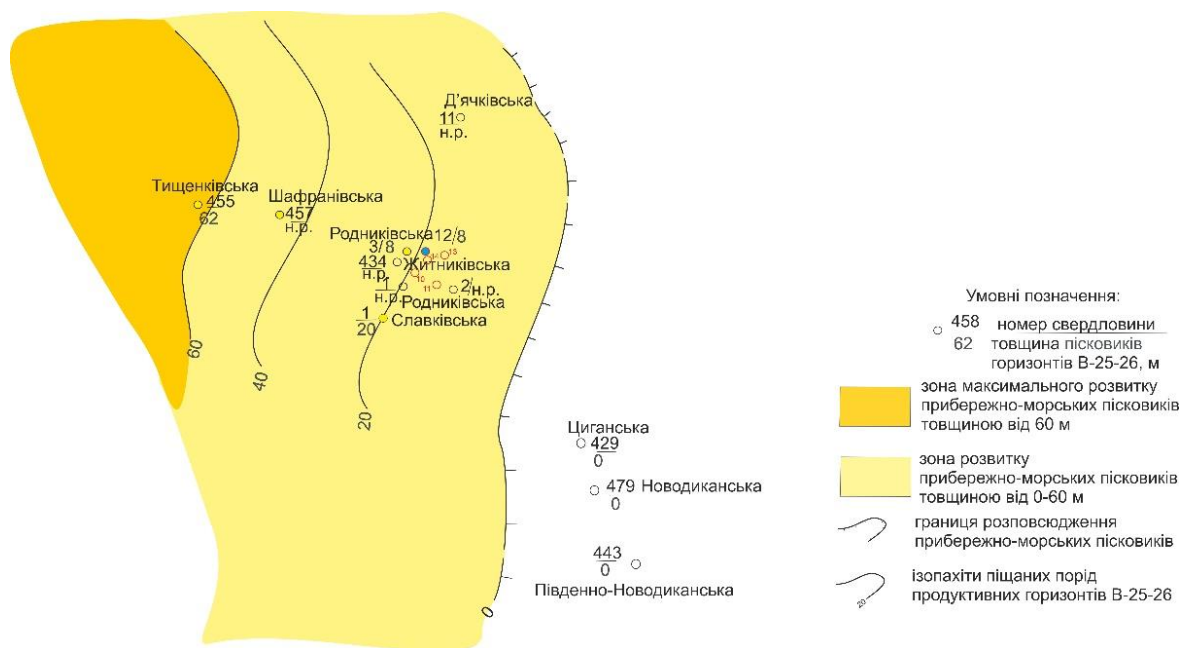 Д'ячківська
11
н.р.
Тищенківська
455
62
Шафранівська
457
н.р.
Родниківська 12/8
3/8
434
н.р.
Житниківська
1
н.р.
10
11
2/н.р.
Родниківська
1
20
Славківська
60
40
20
0
Циганська
429
0
479 Новодиканська
0
443
0
Південно-Новодиканська
Умовні позначення:
458 номер свердловини
62 товщина пісковиків
горизонтів В-25-26, м
зона максимального розвитку
прибережно-морських пісковиків
товщиною від 60 м
зона розвитку
прибережно-морських пісковиків
товщиною від 0-60 м
границя розповсюдження
прибережно-морських пісковиків
ізопахіти піщаних порід
продуктивних горизонтів В-25-26
20